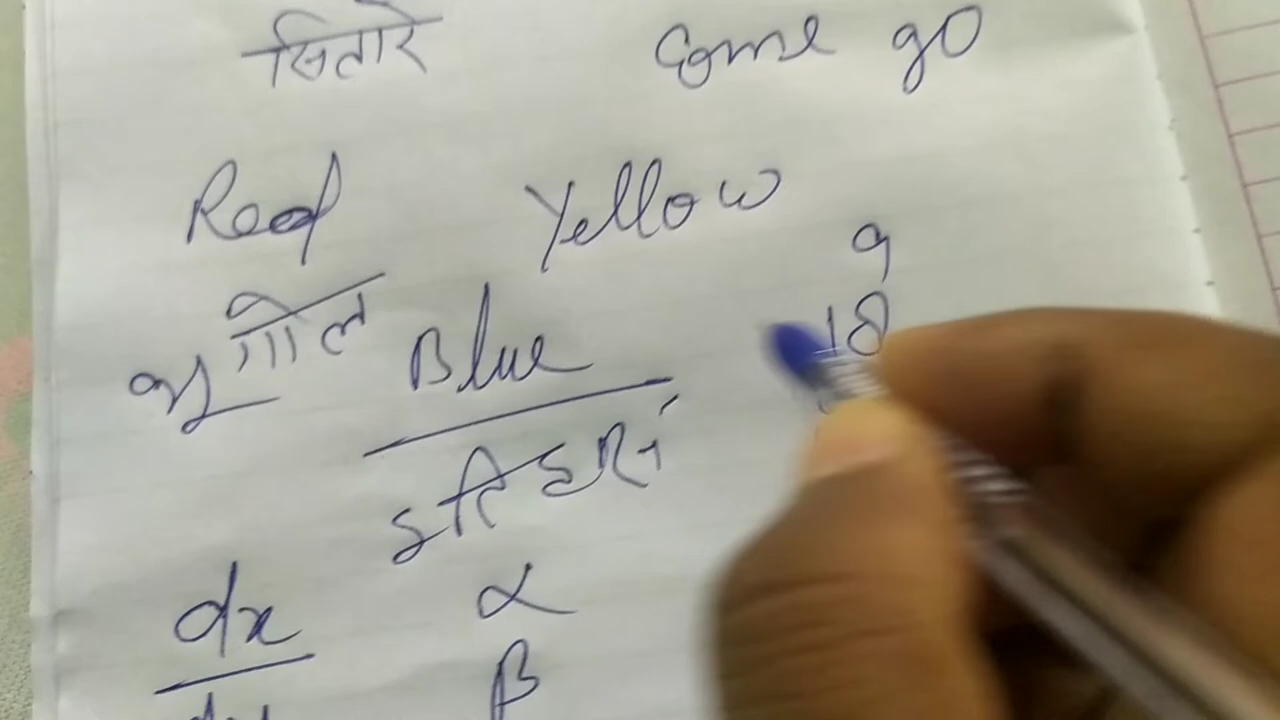 सितारे Come go
Red Yellow
9
भूगोल Blue 18
इतिहास
dx α
β